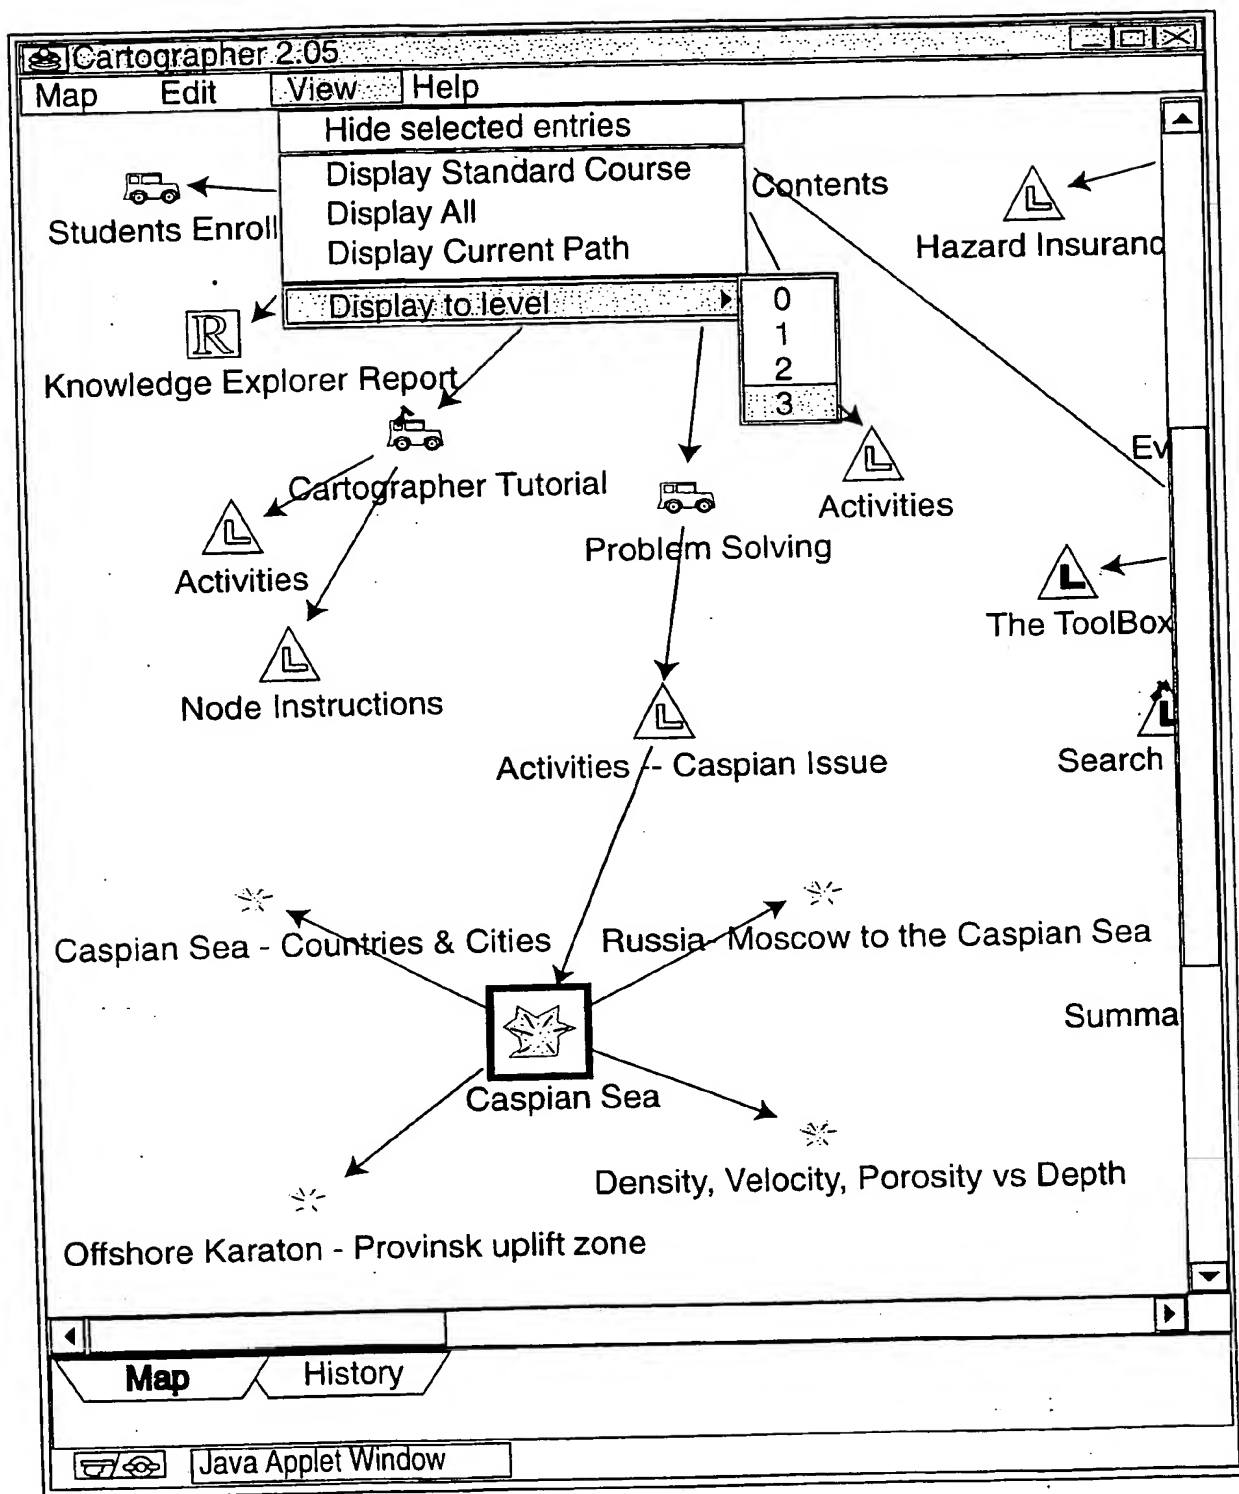 Cartographer 2.05
Map Edit View Help
Hide selected entries
Display Standard Course
Display All
Display Current Path
Display to level
0
1
2
3
Contents
L
Hazard Insuranc
Students Enroll
R
Knowledge Explorer Report
Cartographer Tutorial
L
Activities
Ev
L
Activities
Problem Solving
L
The ToolBox
L
Node Instructions
L
Activities -- Caspian Issue
L
Search
Caspian Sea - Countries & Cities
Russia- Moscow to the Caspian Sea
Summa
Caspian Sea
Density, Velocity, Porosity vs Depth
Offshore Karaton - Provinsk uplift zone
Map History
Java Applet Window